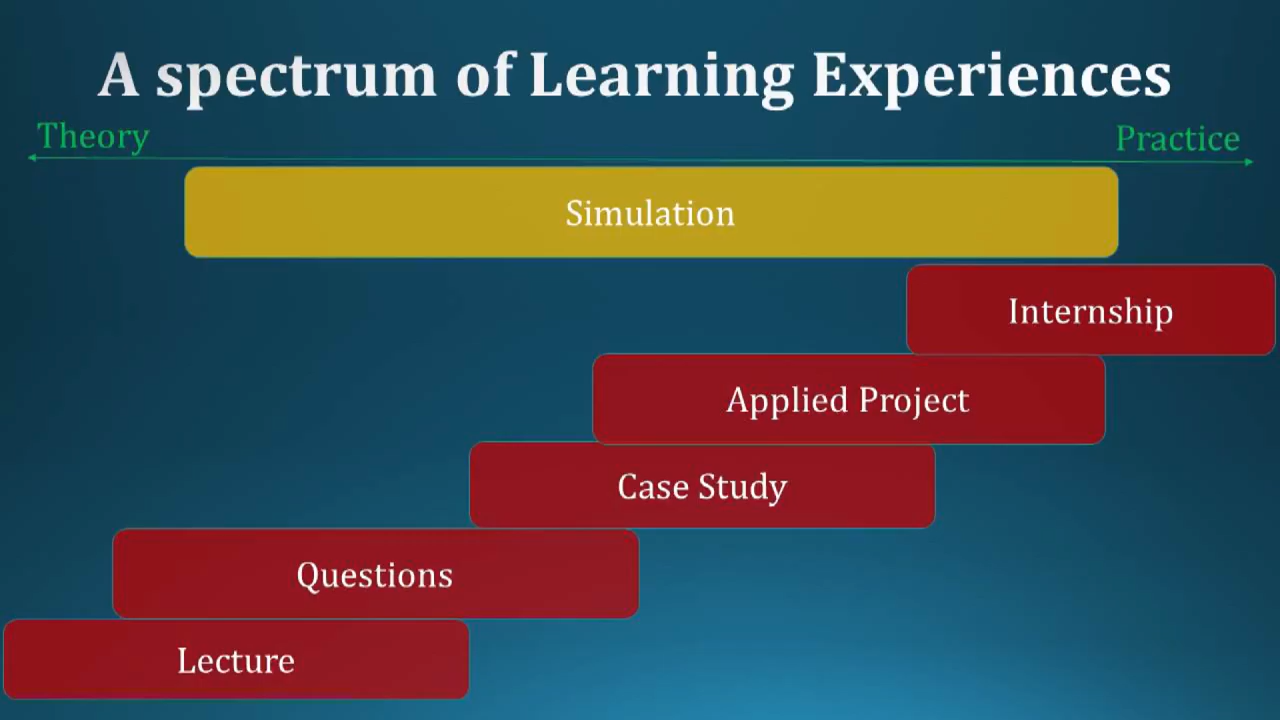 A spectrum of Learning Experiences
Theory
Practice
Simulation
Internship
Applied Project
Case Study
Questions
Lecture